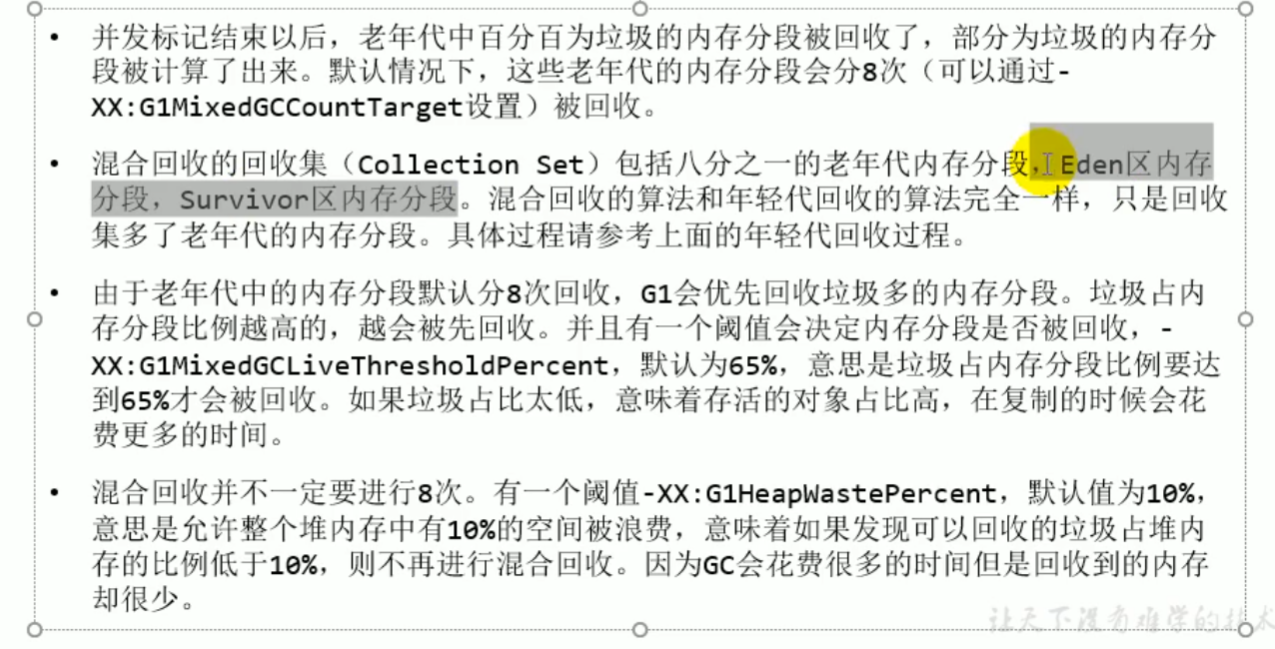 • 并发标记结束以后，老年代中百分百为垃圾的内存分段被回收了，部分为垃圾的内存分
段被计算了出来。默认情况下，这些老年代的内存分段会分8次（可以通过-
XX:G1MixedGCCountTarget设置）被回收。
• 混合回收的回收集（Collection Set）包括八分之一的老年代内存分段，Eden区内存
分段，Survivor区内存分段。混合回收的算法和年轻代回收的算法完全一样，只是回收
集多了老年代的内存分段。具体过程请参考上面的年轻代回收过程。
• 由于老年代中的内存分段默认分8次回收，G1会优先回收垃圾多的内存分段。垃圾占内
存分段比例越高的，越会被先回收。并且有一个阈值会决定内存分段是否被回收，-
XX:G1MixedGCLiveThresholdPercent，默认为65%，意思是垃圾占内存分段比例要达
到65%才会被回收。如果垃圾占比太低，意味着存活的对象占比高，在复制的时候会花
费更多的时间。
• 混合回收并不一定要进行8次。有一个阈值-XX:G1HeapWastePercent，默认值为10%，
意思是允许整个堆内存中有10%的空间被浪费，意味着如果发现可以回收的垃圾占堆内
存的比例低于10%，则不再进行混合回收。因为GC会花费很多的时间但是回收到的内存
却很少。
让天下没有难学的技术